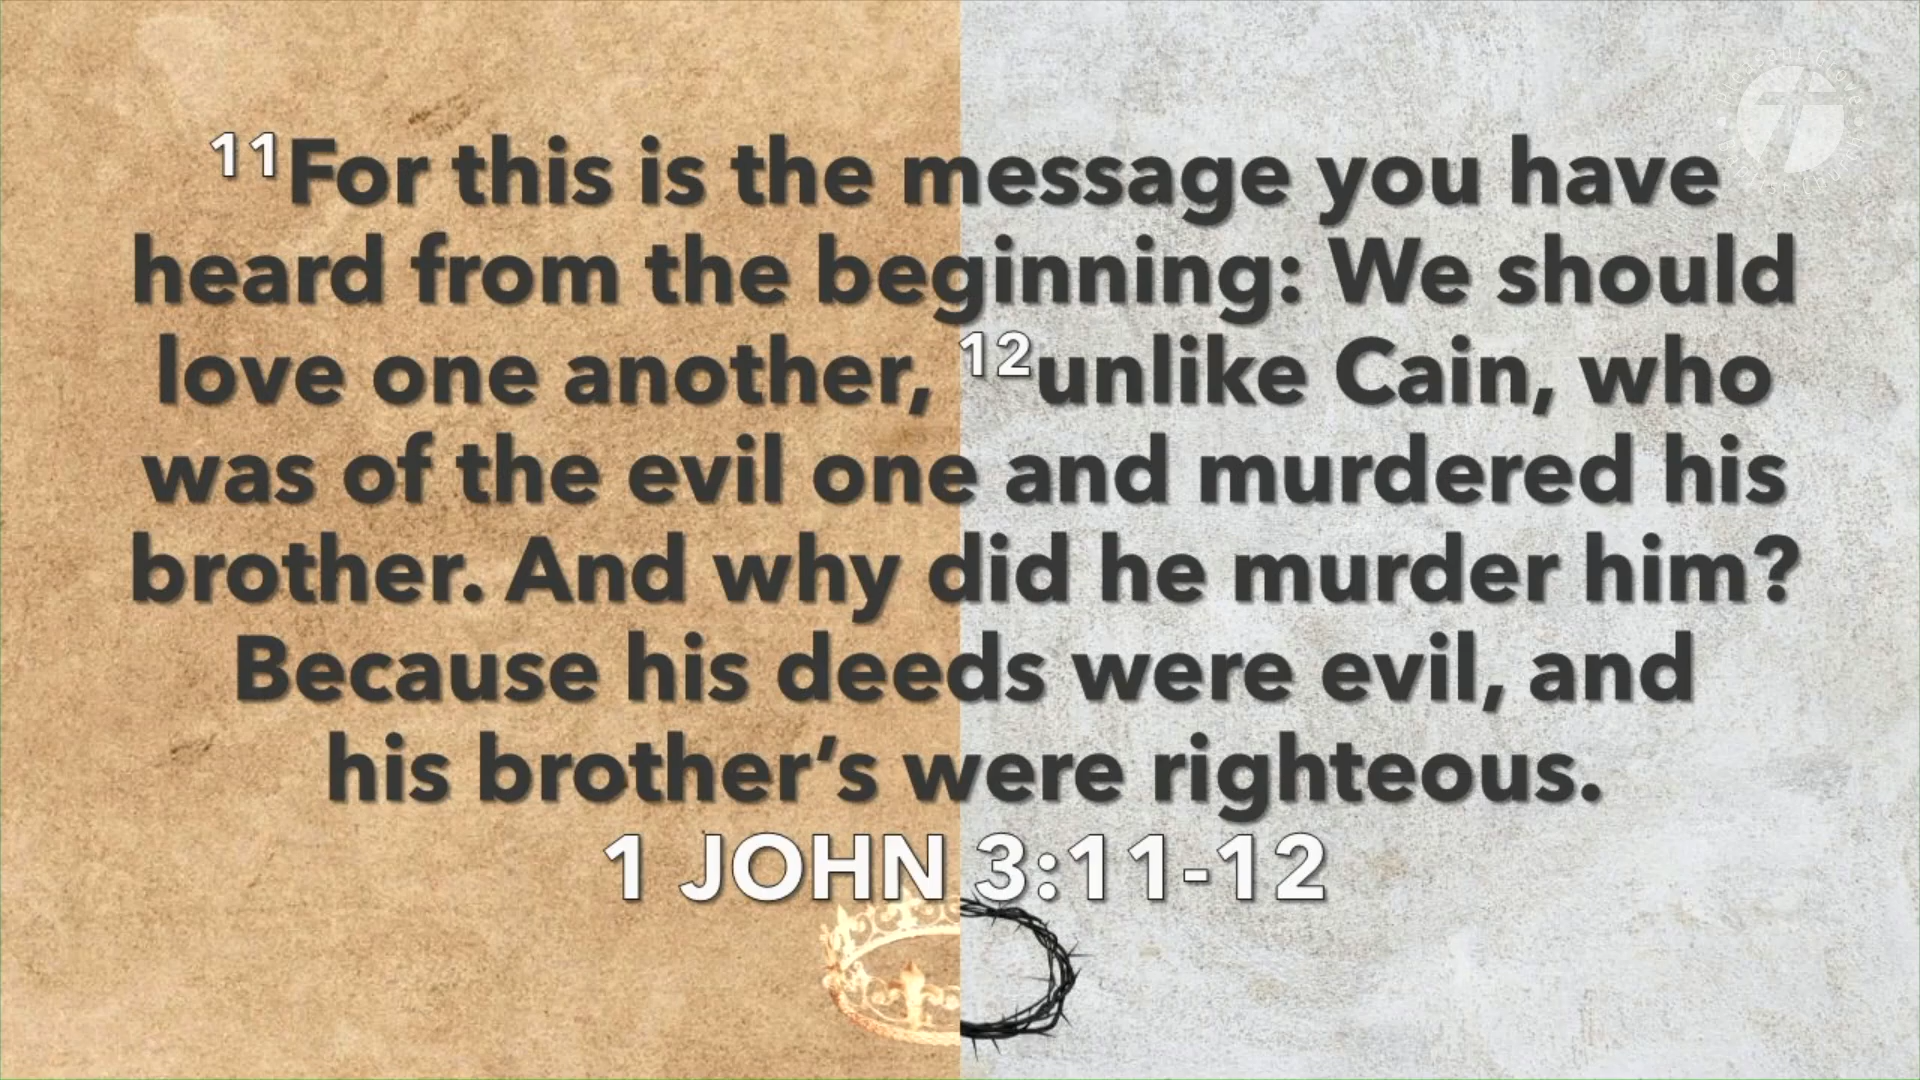 11For this is the message you have
heard from the beginning: We should
love one another, 12unlike Cain, who
was of the evil one and murdered his
brother. And why did he murder him?
Because his deeds were evil, and
his brother’s were righteous.
1 JOHN 3:11-12